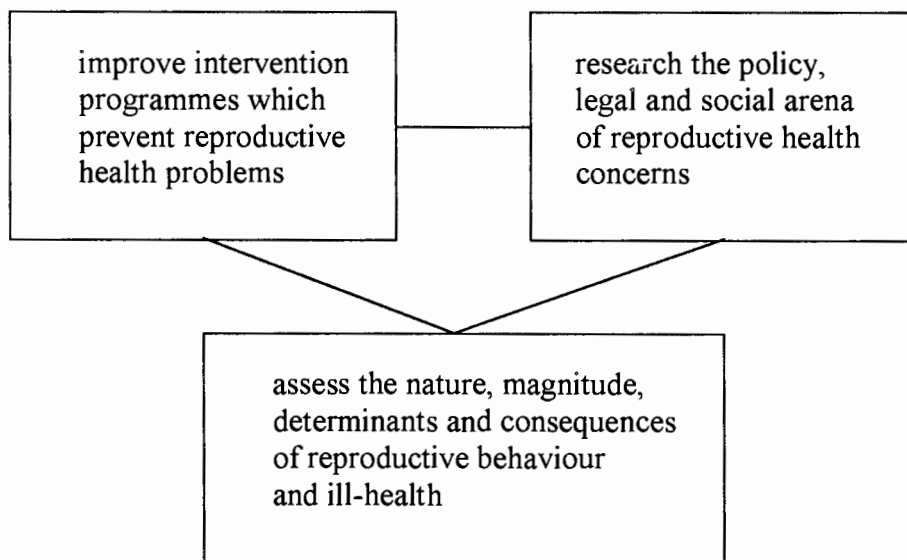 improve intervention
programmes which
prevent reproductive
health problems
research the policy,
legal and social arena
of reproductive health
concerns
assess the nature, magnitude,
determinants and consequences
of reproductive behaviour
and ill-health